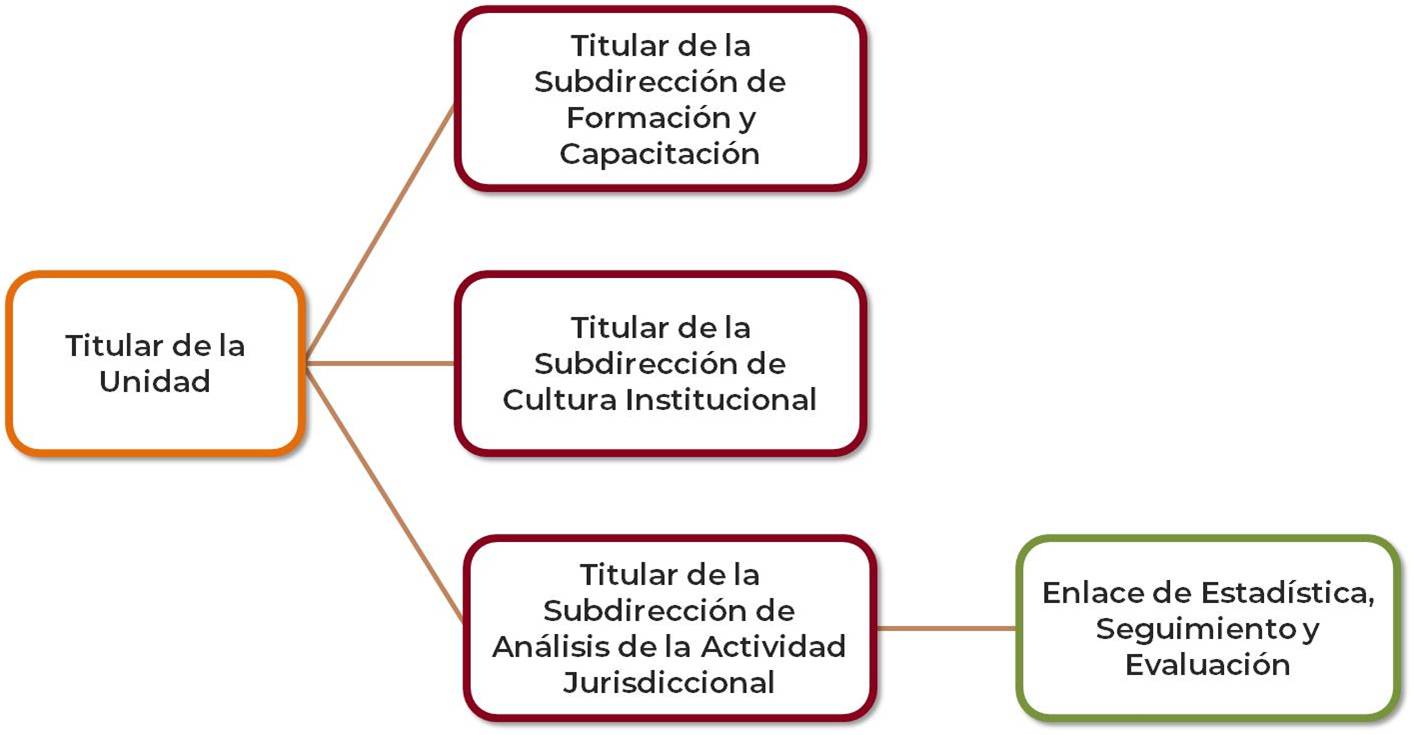 Titular de la
Subdirección de
Formación y
Capacitación
Titular de la
Unidad
Titular de la
Subdirección de
Cultura Institucional
Titular de la
Subdirección de
Análisis de la Actividad
Jurisdiccional
Enlace de Estadística,
Seguimiento y
Evaluación